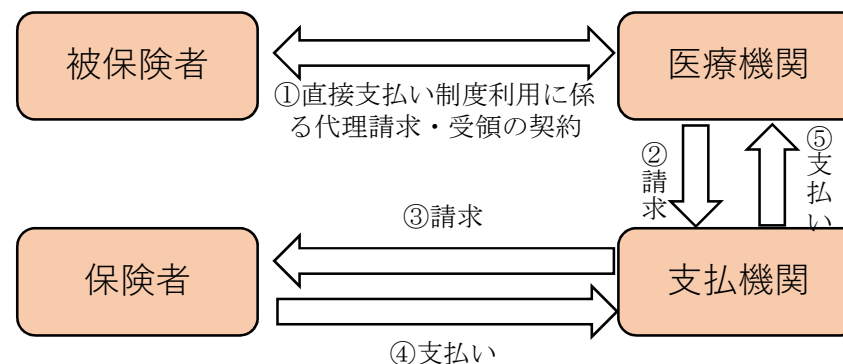 被保険者
医療機関
①直接支払い制度利用に係
る代理請求・受領の契約
②請求
⑤支払い
③請求
保険者
支払機関
④支払い